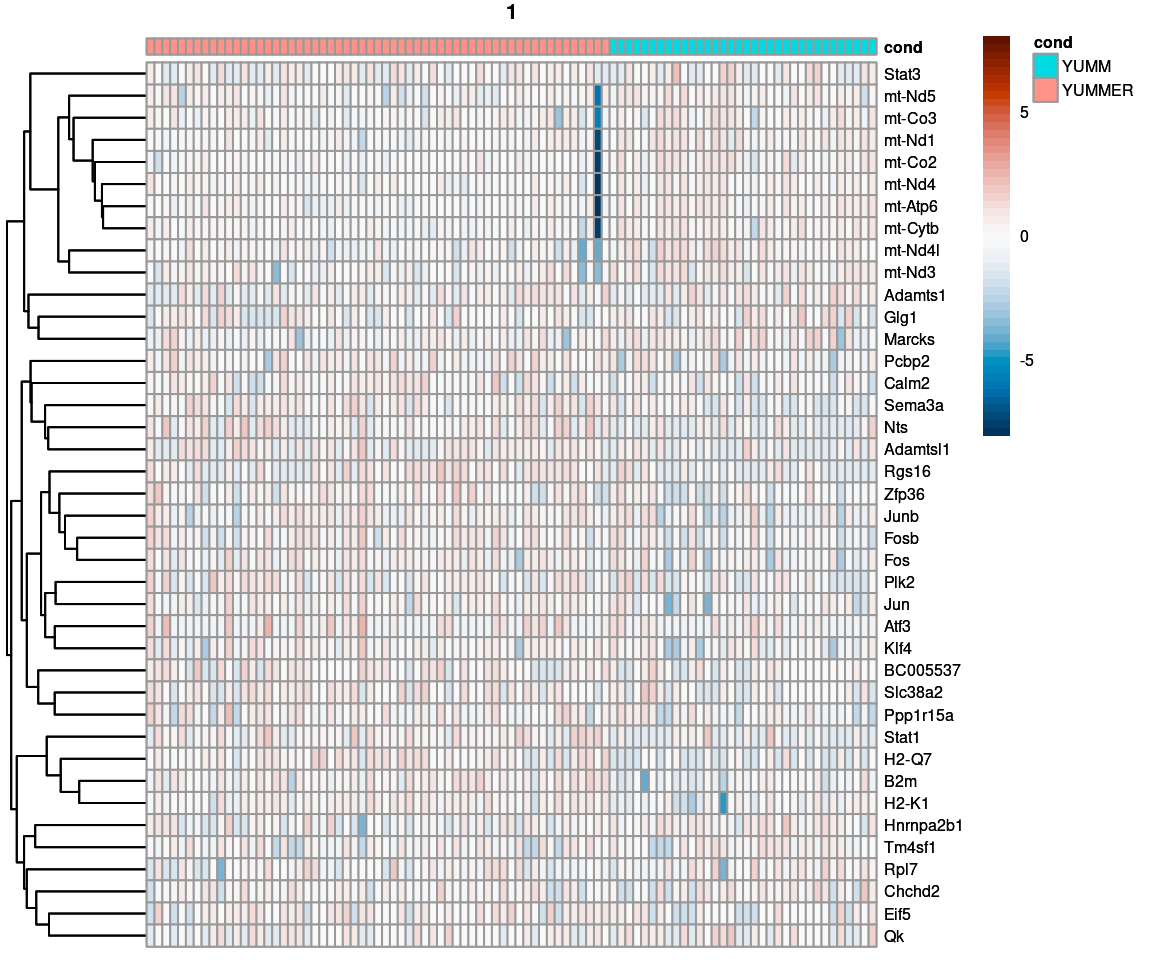 1
cond
Stat3
mt-Nd5
mt-Co3
mt-Nd1
mt-Co2
mt-Nd4
mt-Atp6
mt-Cytb
mt-Nd4l
mt-Nd3
Adamts1
Glg1
Marcks
Pcbp2
Calm2
Sema3a
Nts
Adamtsl1
Rgs16
Zfp36
Junb
Fosb
Fos
Plk2
Jun
Atf3
Klf4
BC005537
Slc38a2
Ppp1r15a
Stat1
H2-Q7
B2m
H2-K1
Hnrnpa2b1
Tm4sf1
Rpl7
Chchd2
Eif5
Qk
5
0
-5
cond
YUMM
YUMMER